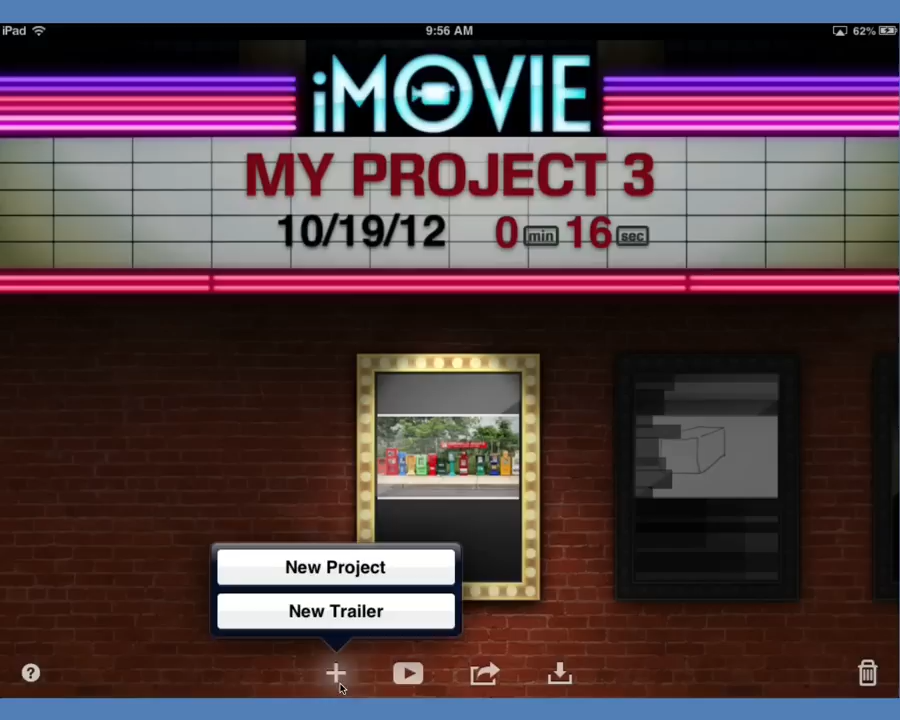 iPad 9:56 AM 62%
iMOVIE
MY PROJECT 3
10/19/12 0 min 16 sec
New Project
New Trailer
?